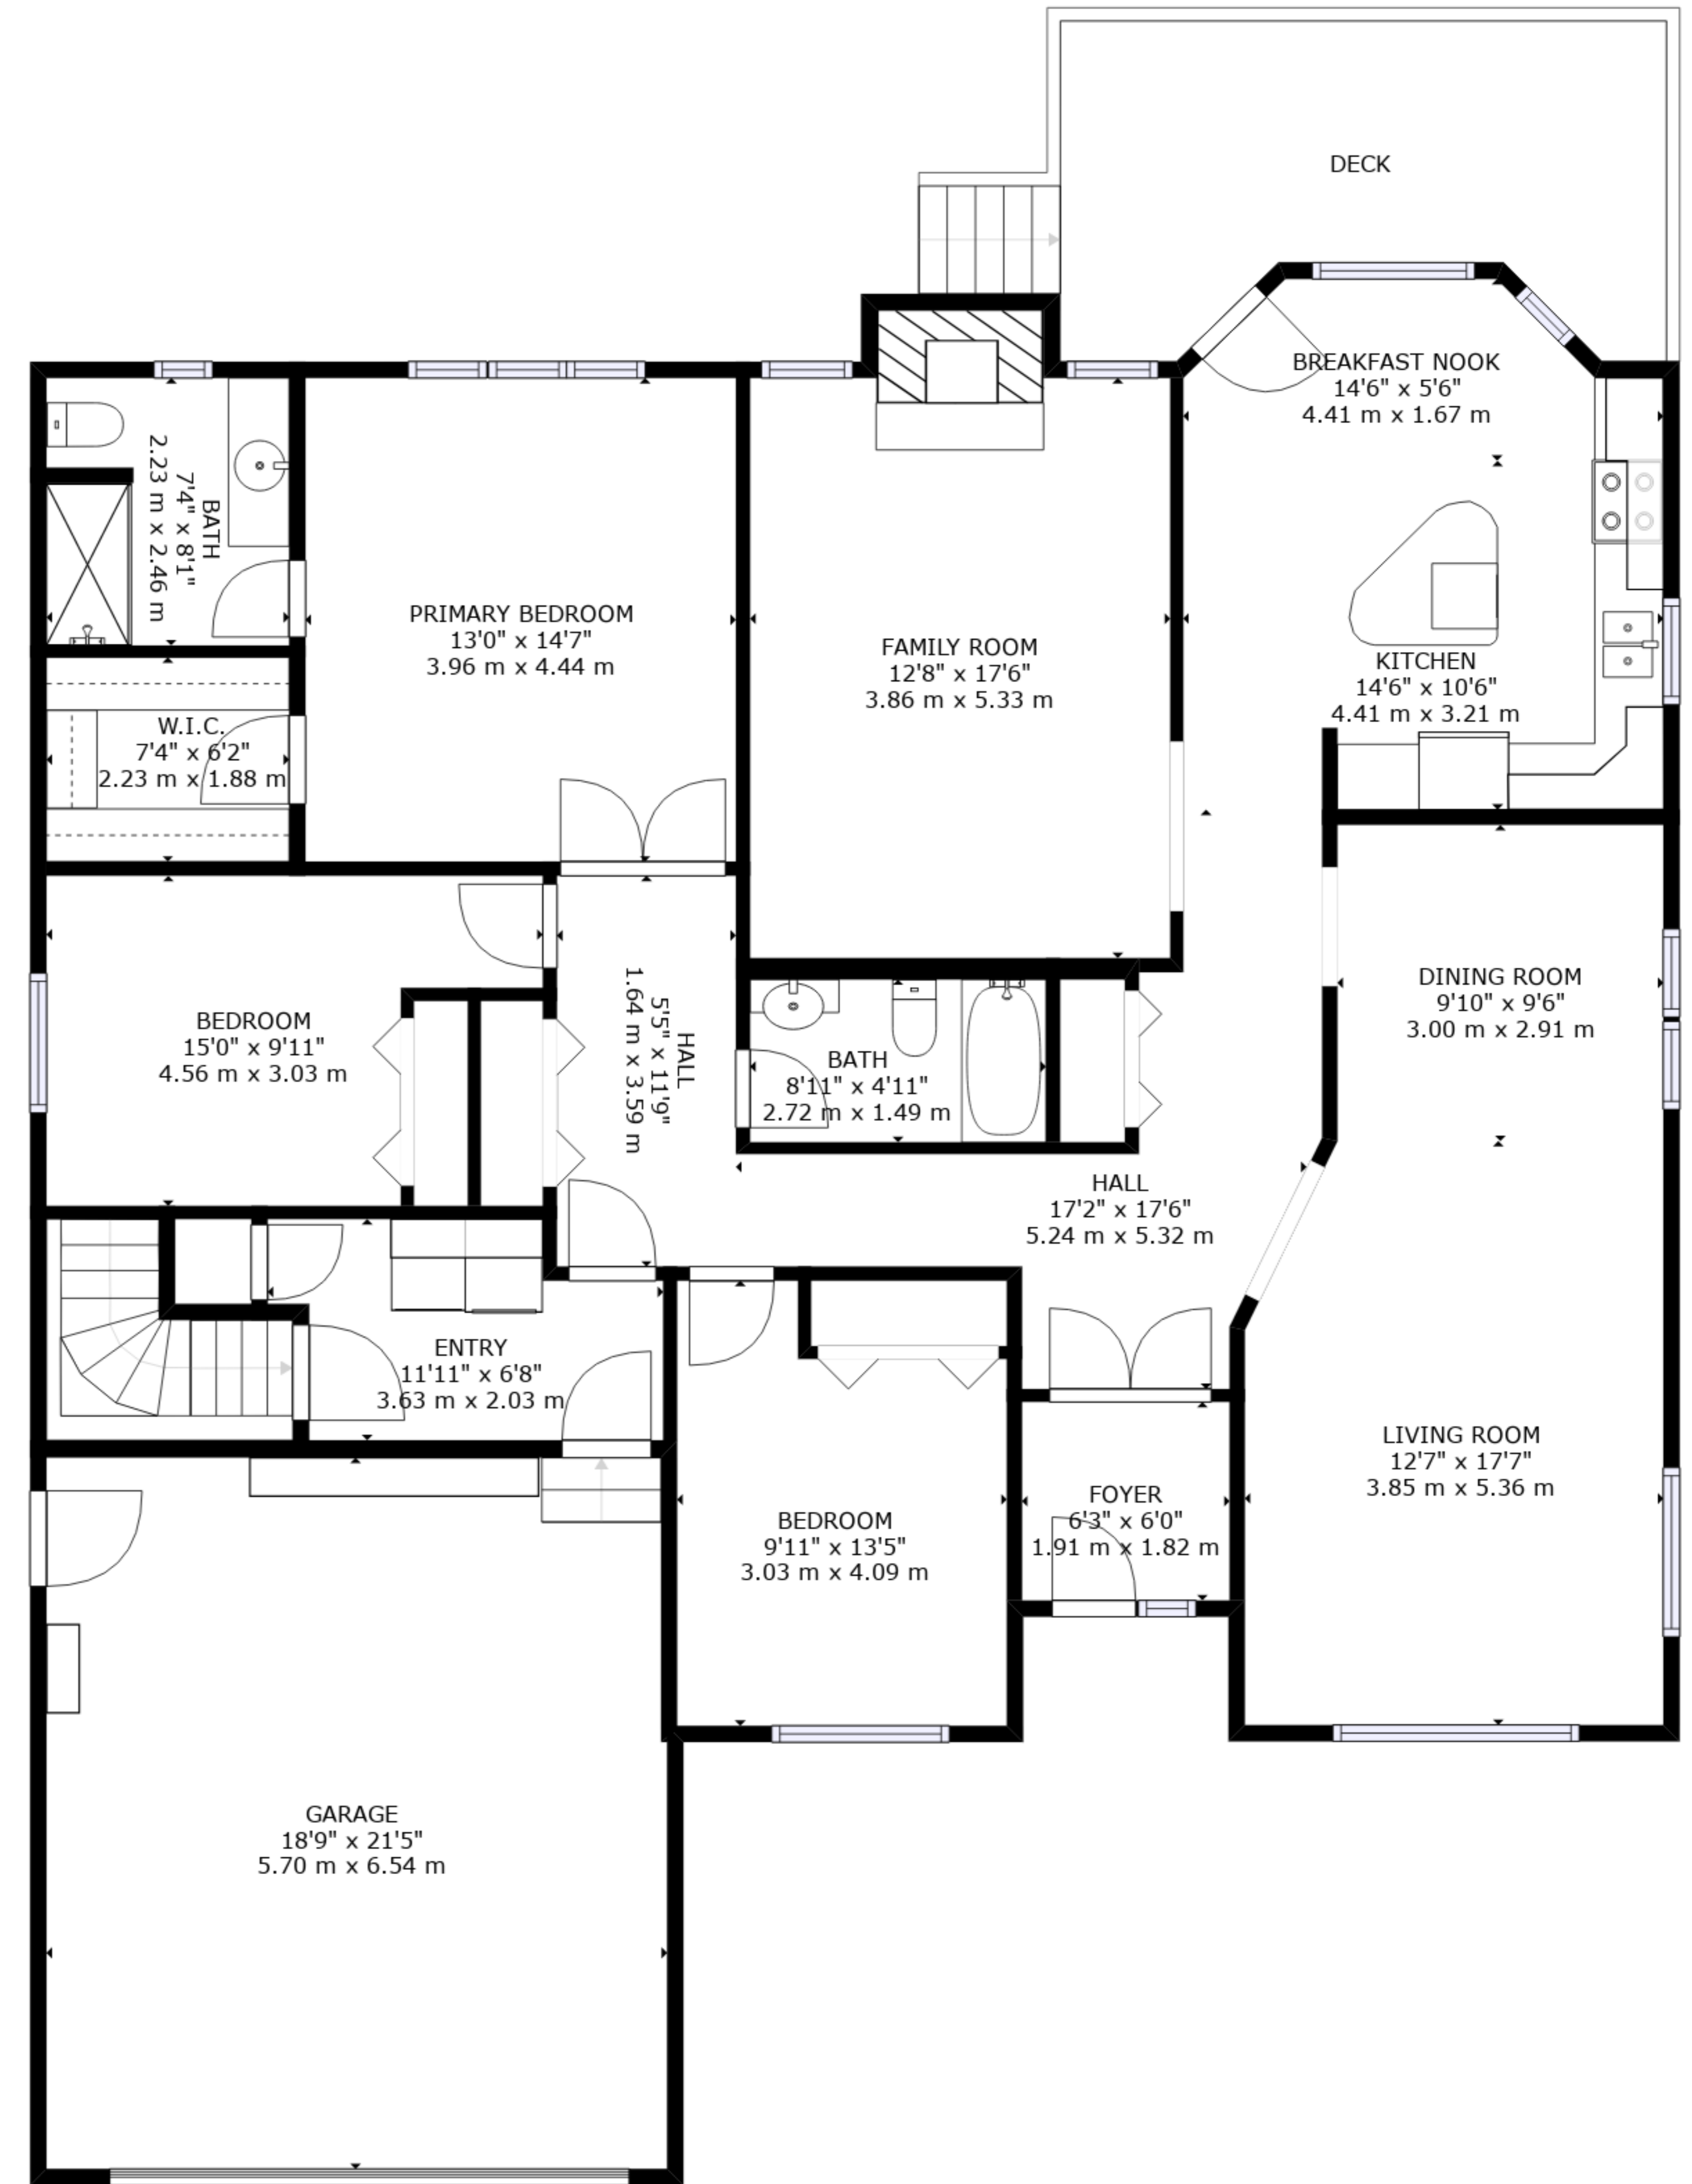 DECK
BREAKFAST NOOK
14'6" x 5'6"
4.41 m x 1.67 m
BATH
7'4" x 8'1"
2.23 m x 2.46 m
PRIMARY BEDROOM
13'0" x 14'7"
3.96 m x 4.44 m
FAMILY ROOM
12'8" x 17'6"
3.86 m x 5.33 m
KITCHEN
14'6" x 10'6"
4.41 m x 3.21 m
W.I.C.
7'4" x 6'2"
2.23 m x 1.88 m
BEDROOM
15'0" x 9'11"
4.56 m x 3.03 m
HALL
5'5" x 11'9"
1.64 m x 3.59 m
BATH
8'11" x 4'11"
2.72 m x 1.49 m
DINING ROOM
9'10" x 9'6"
3.00 m x 2.91 m
HALL
17'2" x 17'6"
5.24 m x 5.32 m
ENTRY
11'11" x 6'8"
3.63 m x 2.03 m
LIVING ROOM
12'7" x 17'7"
3.85 m x 5.36 m
BEDROOM
9'11" x 13'5"
3.03 m x 4.09 m
FOYER
6'3" x 6'0"
1.91 m x 1.82 m
GARAGE
18'9" x 21'5"
5.70 m x 6.54 m